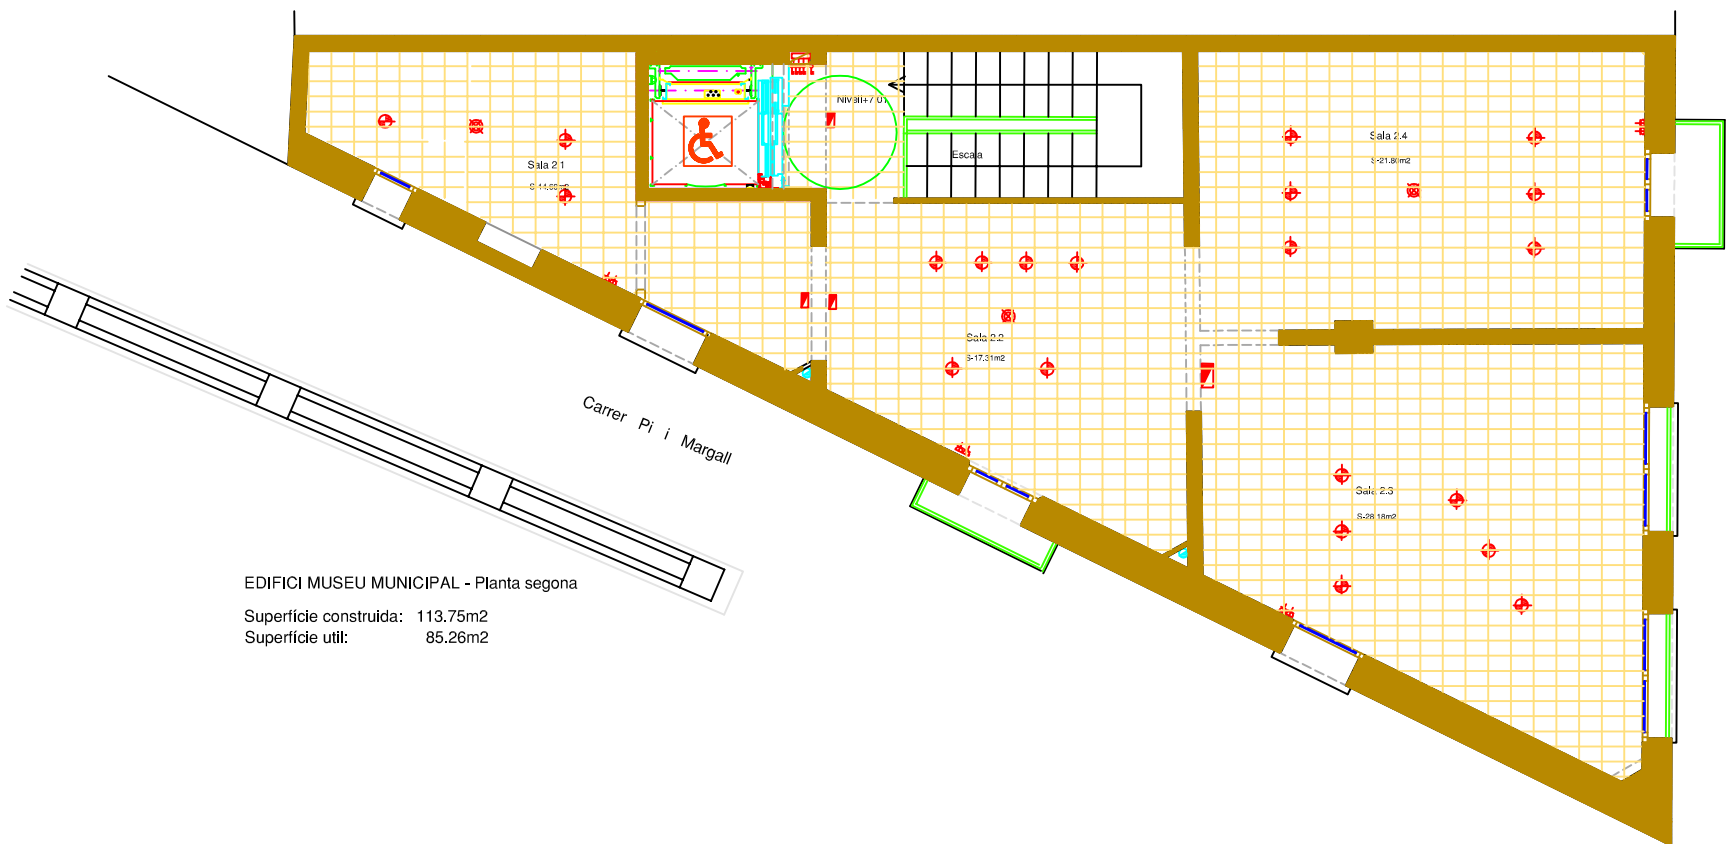 Nivell+7.01
Escala
Sala 2.4
S-21.80m2
Sala 2.1
Sala 2.2
S-17.31m2
Carrer Pi i Margall
Sala 2.3
S-28.18m2
EDIFICI MUSEU MUNICIPAL - Planta segona
Superfície construida: 113.75m2
Superfície util: 85.26m2